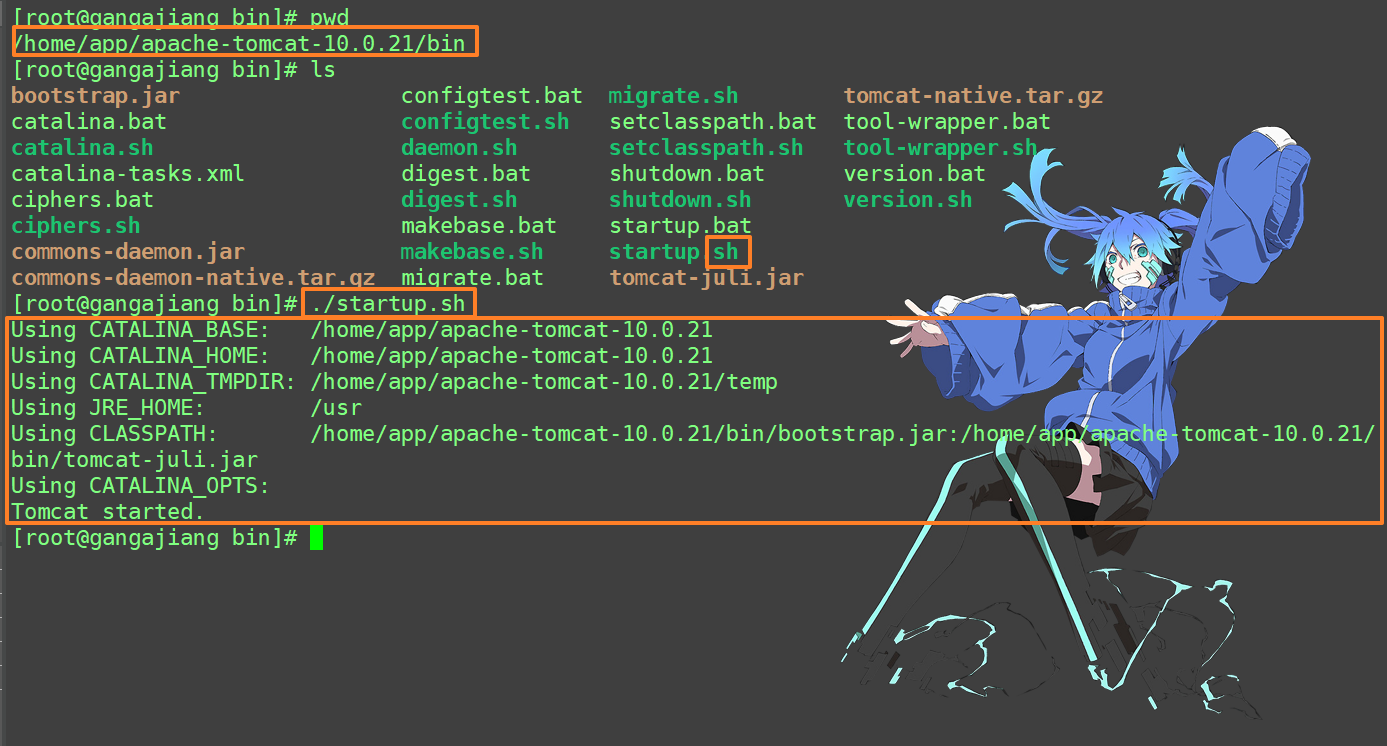 [root@gangajiang bin]# pwd
/home/app/apache-tomcat-10.0.21/bin
[root@gangajiang bin]# ls
bootstrap.jar                 configtest.bat  migrate.sh        tomcat-native.tar.gz
catalina.bat                  configtest.sh   setclasspath.bat  tool-wrapper.bat
catalina.sh                   daemon.sh       setclasspath.sh   tool-wrapper.sh
catalina-tasks.xml            digest.bat      shutdown.bat      version.bat
ciphers.bat                   digest.sh       shutdown.sh       version.sh
ciphers.sh                    makebase.bat    startup.bat
commons-daemon.jar            makebase.sh     startup.sh
commons-daemon-native.tar.gz  migrate.bat     tomcat-juli.jar
[root@gangajiang bin]# ./startup.sh
Using CATALINA_BASE:   /home/app/apache-tomcat-10.0.21
Using CATALINA_HOME:   /home/app/apache-tomcat-10.0.21
Using CATALINA_TMPDIR: /home/app/apache-tomcat-10.0.21/temp
Using JRE_HOME:        /usr
Using CLASSPATH:       /home/app/apache-tomcat-10.0.21/bin/bootstrap.jar:/home/app/apache-tomcat-10.0.21/
bin/tomcat-juli.jar
Using CATALINA_OPTS:
Tomcat started.
[root@gangajiang bin]#